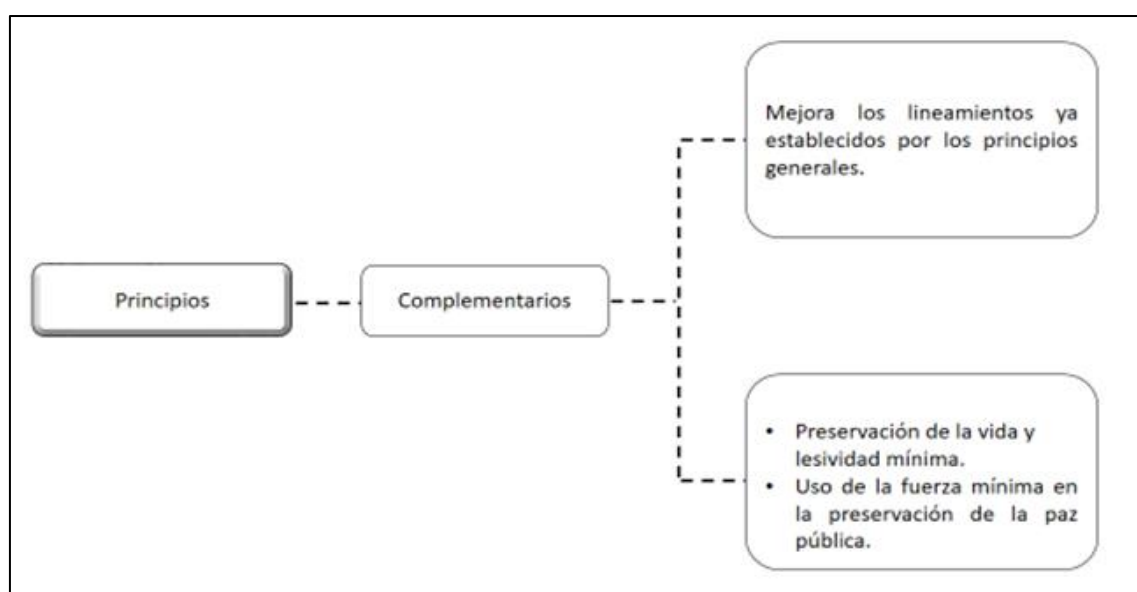 Principios
Complementarios
Mejora los lineamientos ya
establecidos por los principios
generales.
• Preservación de la vida y
lesividad mínima.
• Uso de la fuerza mínima en
la preservación de la paz
pública.